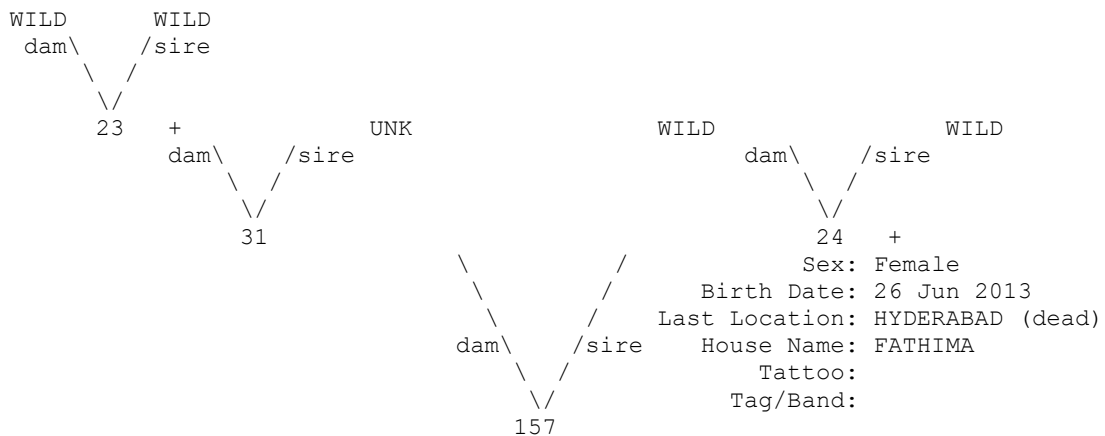 WILD WILD
dam\ /sire
\ /
\ /
\/
23 + UNK WILD WILD
dam\ /sire dam\ /sire
\ / \ /
\ / \ /
\/ \/
31 24 +
\ / Sex: Female
\ / Birth Date: 26 Jun 2013
\ / Last Location: HYDERABAD (dead)
dam\ /sire House Name: FATHIMA
\ / Tattoo:
\/ Tag/Band:
157